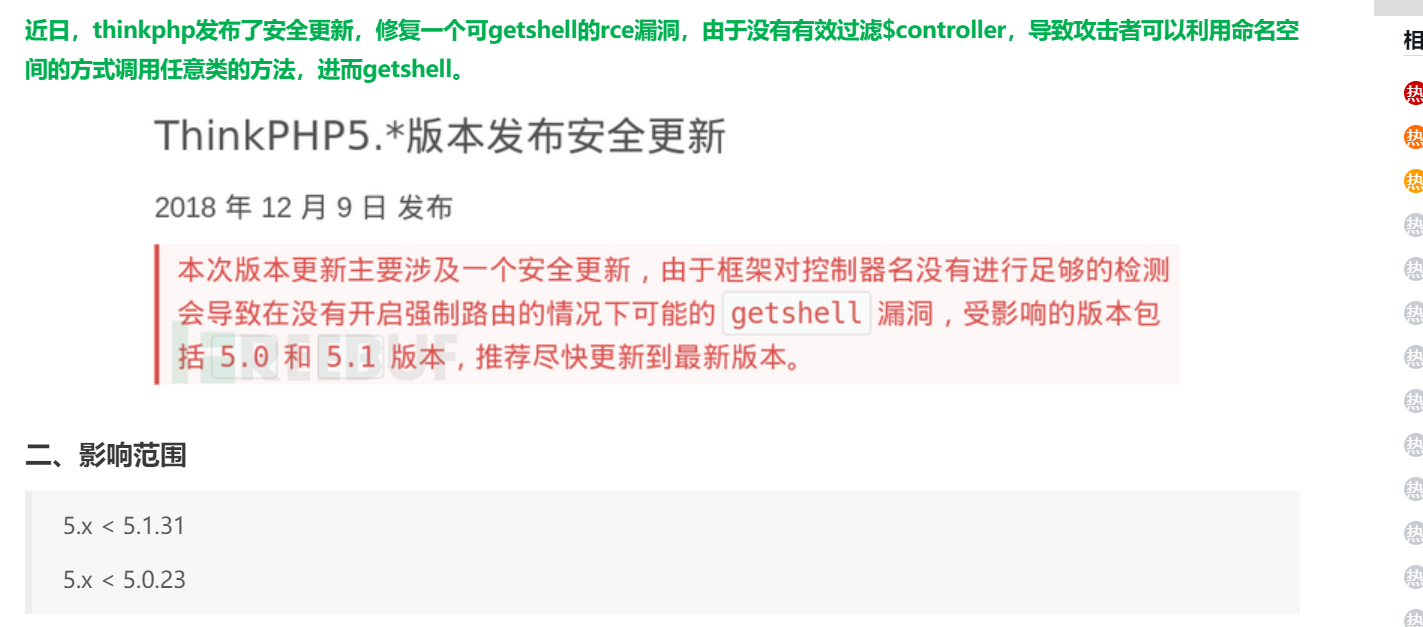 近日，thinkphp发布了安全更新，修复一个可getshell的rce漏洞，由于没有有效过滤$controller，导致攻击者可以利用命名空
间的方式调用任意类的方法，进而getshell。
ThinkPHP5.*版本发布安全更新
2018 年 12 月 9 日 发布
本次版本更新主要涉及一个安全更新，由于框架对控制器名没有进行足够的检测
会导致在没有开启强制路由的情况下可能的 getshell 漏洞，受影响的版本包
括 5.0 和 5.1 版本，推荐尽快更新到最新版本。
FREEBUF
二、影响范围
5.x < 5.1.31
5.x < 5.0.23
相
热
热
热
热
热
热
热
热
热
热
热
热
热